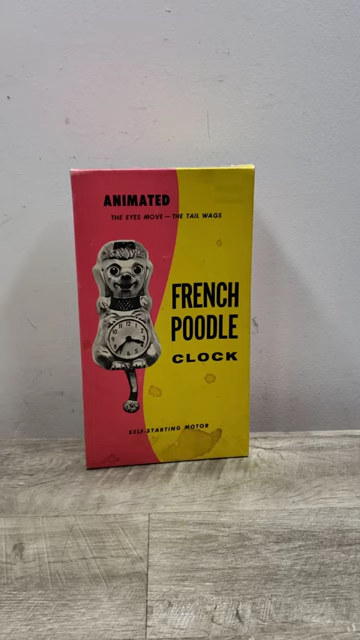 ANIMATED
THE EYES MOVE — THE TAIL WAGS
FRENCH
POODLE
CLOCK
SELF-STARTING MOTOR